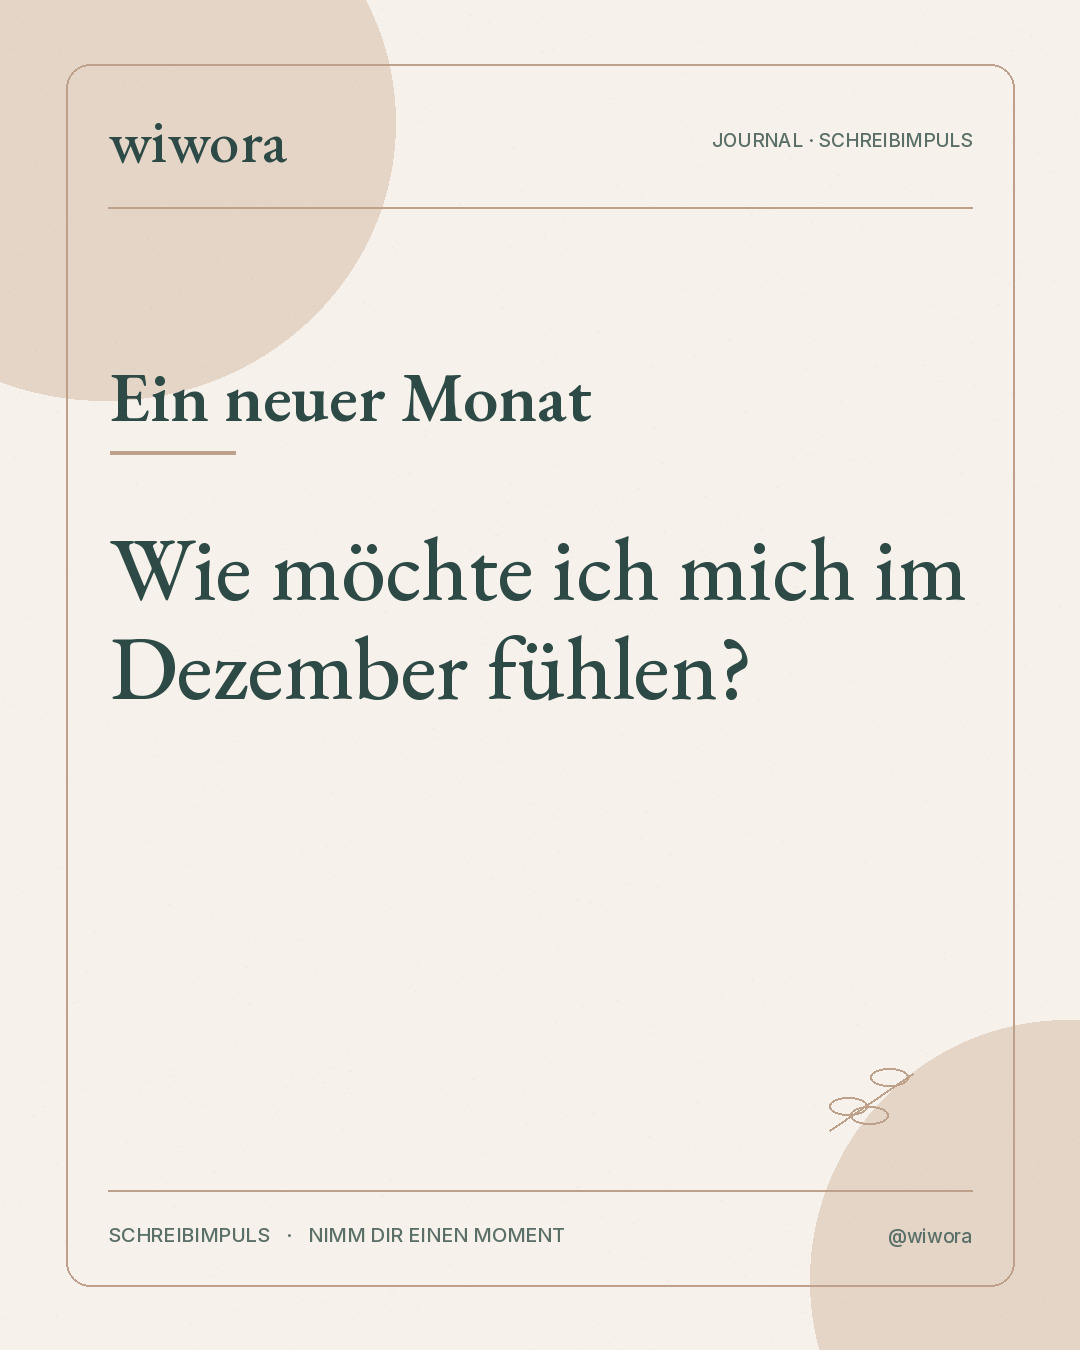 wiwora
JOURNAL · SCHREIBIMPULS
Ein neuer Monat
Wie möchte ich mich im
Dezember fühlen?
SCHREIBIMPULS · NIMM DIR EINEN MOMENT
@wiwora